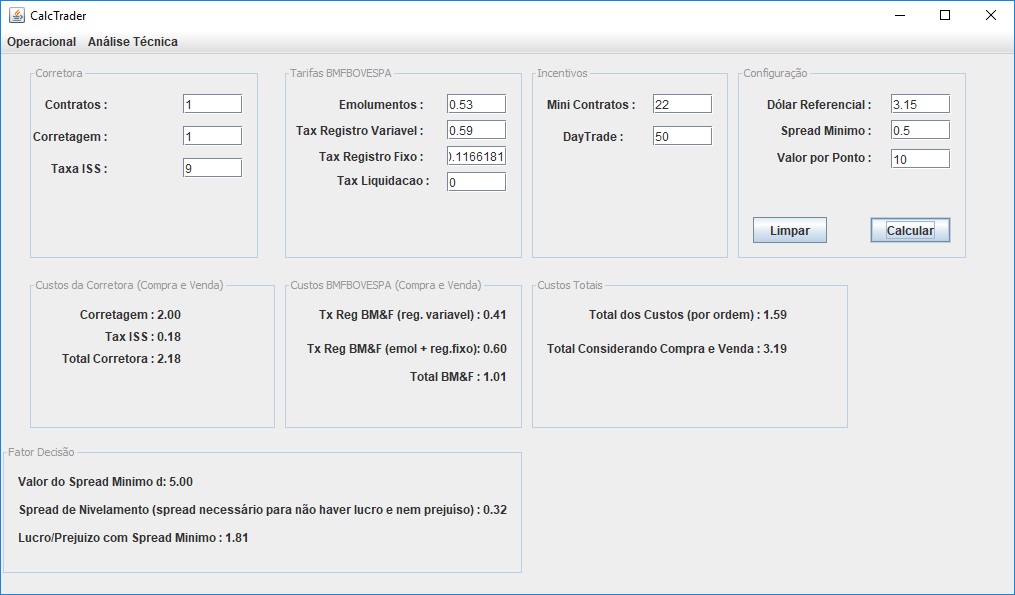 CalcTrader
Operacional Análise Técnica
Corretora
Contratos : 1
Corretagem : 1
Taxa ISS : 9
Tarifas BMFBOVESPA
Emolumentos : 0.53
Tax Registro Variavel : 0.59
Tax Registro Fixo : 0.1166181
Tax Liquidacao : 0
Incentivos
Mini Contratos : 22
DayTrade : 50
Configuração
Dólar Referencial : 3.15
Spread Minimo : 0.5
Valor por Ponto : 10
Limpar Calcular
Custos da Corretora (Compra e Venda)
Corretagem : 2.00
Tax ISS : 0.18
Total Corretora : 2.18
Custos BMFBOVESPA (Compra e Venda)
Tx Reg BM&F (reg. variavel) : 0.41
Tx Reg BM&F (emol + reg.fixo): 0.60
Total BM&F : 1.01
Custos Totais
Total dos Custos (por ordem) : 1.59
Total Considerando Compra e Venda : 3.19
Fator Decisão
Valor do Spread Minimo d: 5.00
Spread de Nivelamento (spread necessário para não haver lucro e nem prejuíso) : 0.32
Lucro/Prejuizo com Spread Minimo : 1.81